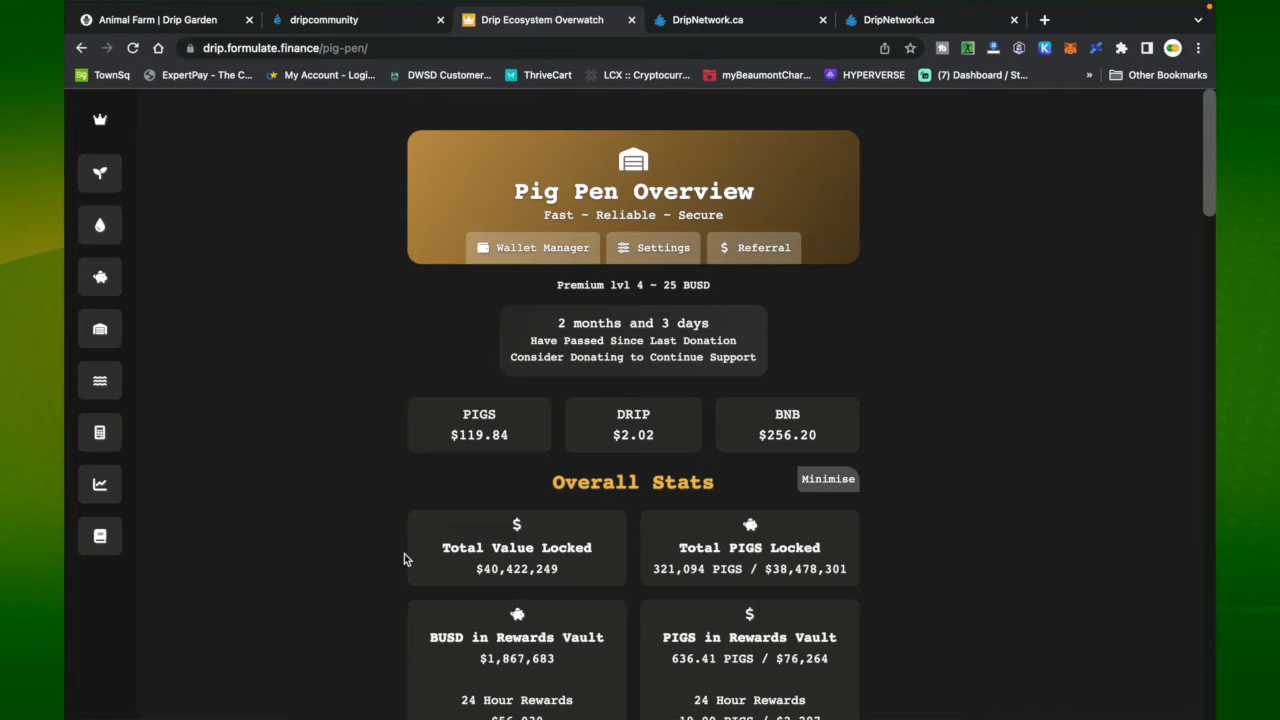 Animal Farm | Drip Garden
dripcommunity
Drip Ecosystem Overwatch
DripNetwork.ca
DripNetwork.ca
drip.formulate.finance/pig-pen/
TownSq
ExpertPay - The C...
My Account - Logi...
DWSD Customer...
ThriveCart
LCX :: Cryptocurr...
myBeaumontChar...
HYPERVERSE
(7) Dashboard / St...
»
Other Bookmarks
Pig Pen Overview
Fast ~ Reliable ~ Secure
Wallet Manager
Settings
$ Referral
Premium lvl 4 ~ 25 BUSD
2 months and 3 days
Have Passed Since Last Donation
Consider Donating to Continue Support
PIGS
$119.84
DRIP
$2.02
BNB
$256.20
Overall Stats
Minimise
$
Total Value Locked
$40,422,249
Total PIGS Locked
321,094 PIGS / $38,478,301
BUSD in Rewards Vault
$1,867,683
24 Hour Rewards
$
PIGS in Rewards Vault
636.41 PIGS / $76,264
24 Hour Rewards